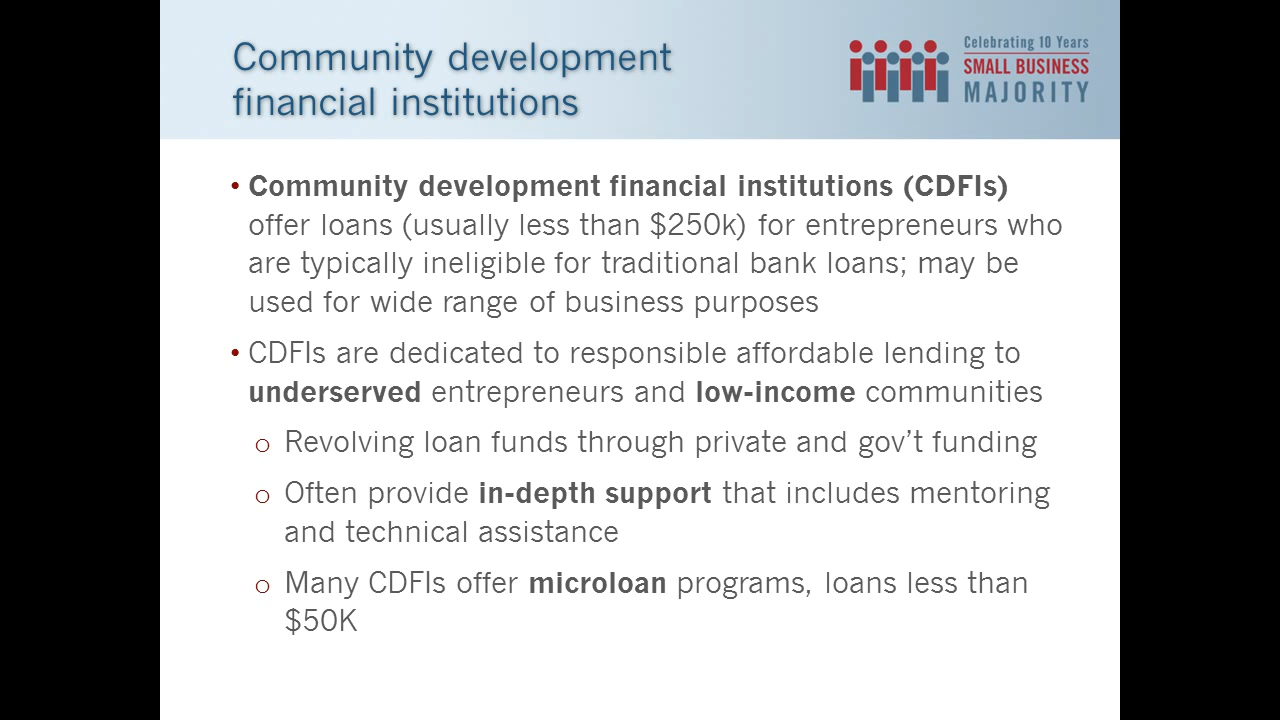 Community development
financial institutions
Celebrating 10 Years
SMALL BUSINESS
MAJORITY
• Community development financial institutions (CDFIs)
offer loans (usually less than $250k) for entrepreneurs who
are typically ineligible for traditional bank loans; may be
used for wide range of business purposes
• CDFIs are dedicated to responsible affordable lending to
underserved entrepreneurs and low-income communities
o Revolving loan funds through private and gov’t funding
o Often provide in-depth support that includes mentoring
and technical assistance
o Many CDFIs offer microloan programs, loans less than
$50K